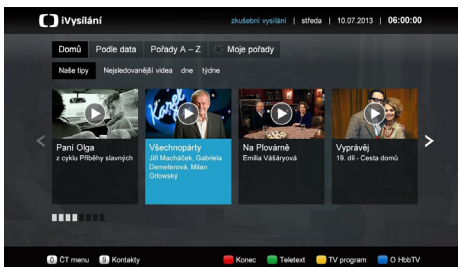 iVysílání
zkušební vysílání | středa | 10.07.2013 | 06:00:00
Domů Podle data Pořady A – Z Moje pořady
Naše tipy Nejsledovanější videa dne týdne
Karel
Paní Olga
z cyklu Příběhy slavných
Všechnopárty
Jiří Macháček, Gabriela
Demeterová, Milan
Orlowský
Na Plovárně
Emília Vášáryová
Vyprávěj
19. díl - Cesta domů
ČT menu Kontakty Konec Teletext TV program O HbbTV